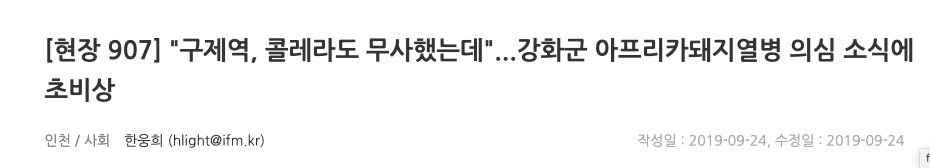 [현장 907] "구제역, 콜레라도 무사했는데"...강화군 아프리카돼지열병 의심 소식에
초비상
인천 / 사회 한웅희 (hlight@ifm.kr) 작성일 : 2019-09-24, 수정일 : 2019-09-24
f